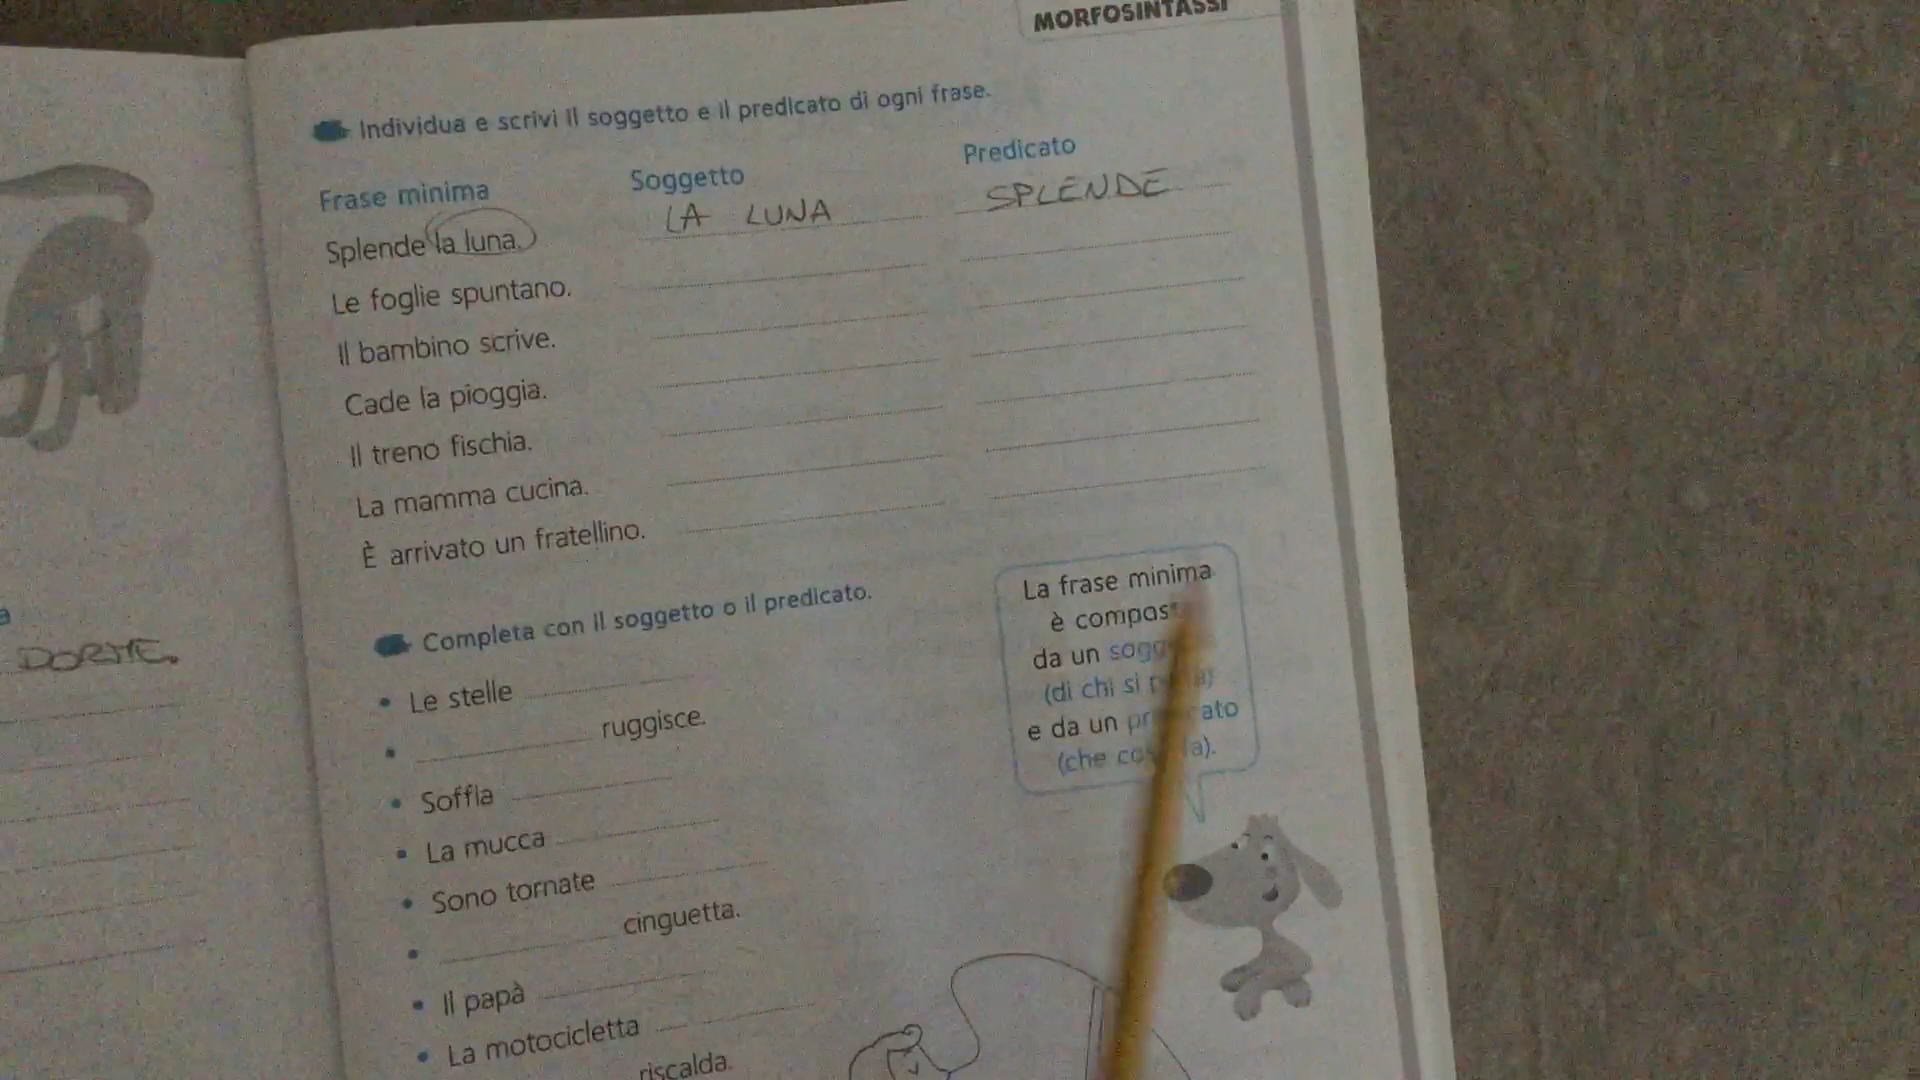 MORFOSINTASSI
Individua e scrivi il soggetto e il predicato di ogni frase.
Frase minima Soggetto Predicato
Splende la luna. LA LUNA SPLENDE
Le foglie spuntano.
Il bambino scrive.
Cade la pioggia.
Il treno fischia.
La mamma cucina.
È arrivato un fratellino.
Completa con il soggetto o il predicato.
• Le stelle
• ruggisce.
• Soffia
• La mucca
• Sono tornate
• cinguetta.
• Il papà
• La motocicletta
riscalda.
La frase minima
è compos
da un sogg
(di chi si
e da un
(che
DORME.